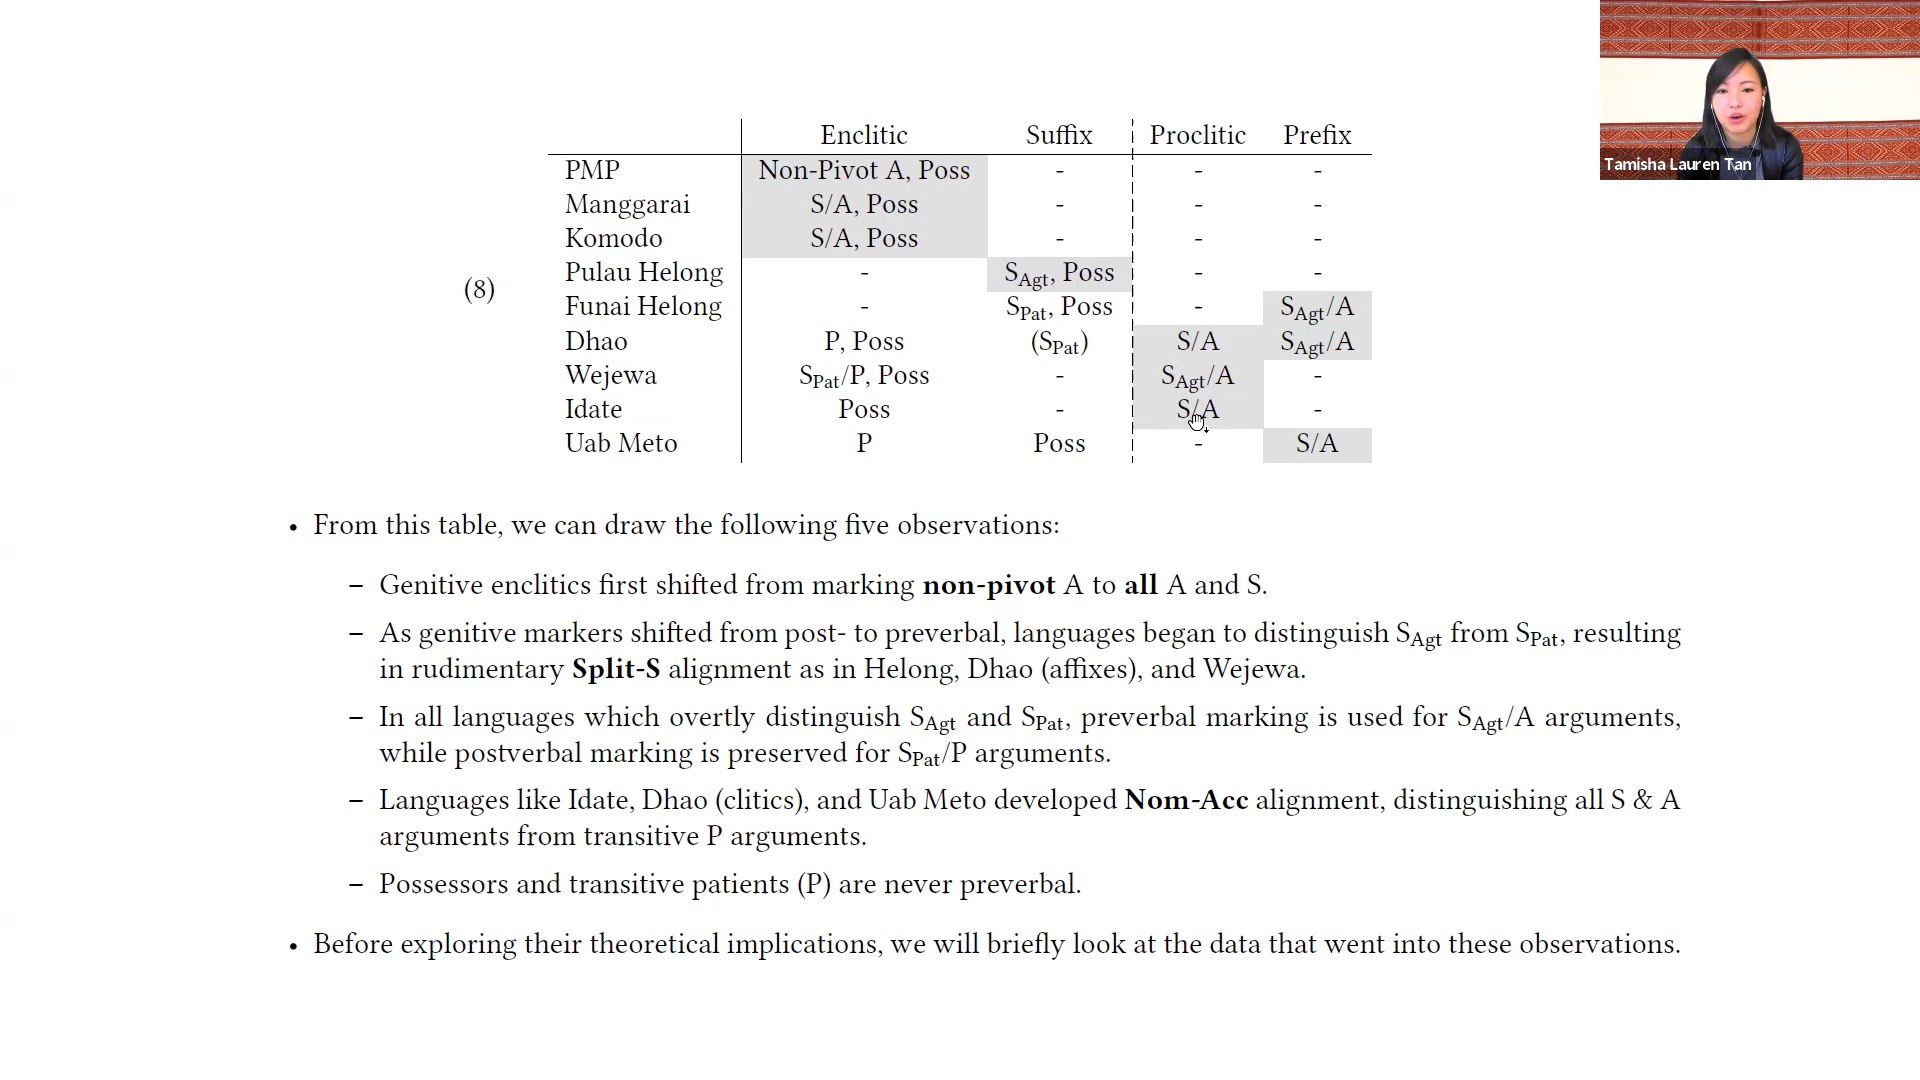 Tamisha Lauren Tan
Enclitic Suffix Proclitic Prefix
PMP Non-Pivot A, Poss - - -
Manggarai S/A, Poss - - -
Komodo S/A, Poss - - -
Pulau Helong - S_Agt, Poss - -
(8)
Funai Helong - S_Pat, Poss - S_Agt/A
Dhao P, Poss (S_Pat) S/A S_Agt/A
Wejewa S_Pat/P, Poss - S_Agt/A -
Idate Poss - S/A -
Uab Meto P Poss - S/A
• From this table, we can draw the following five observations:
– Genitive enclitics first shifted from marking non-pivot A to all A and S.
– As genitive markers shifted from post- to preverbal, languages began to distinguish S_Agt from S_Pat, resulting
in rudimentary Split-S alignment as in Helong, Dhao (affixes), and Wejewa.
– In all languages which overtly distinguish S_Agt and S_Pat, preverbal marking is used for S_Agt/A arguments,
while postverbal marking is preserved for S_Pat/P arguments.
– Languages like Idate, Dhao (clitics), and Uab Meto developed Nom-Acc alignment, distinguishing all S & A
arguments from transitive P arguments.
– Possessors and transitive patients (P) are never preverbal.
• Before exploring their theoretical implications, we will briefly look at the data that went into these observations.